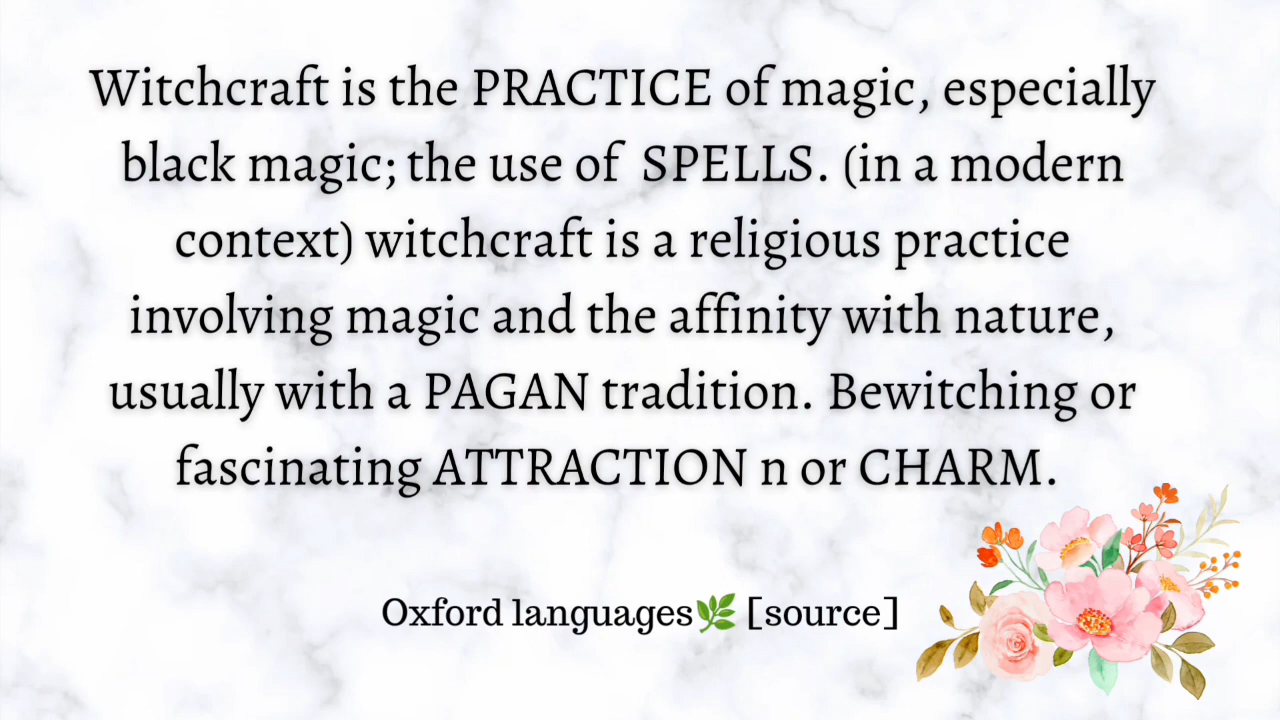 Witchcraft is the PRACTICE of magic, especially
black magic; the use of SPELLS. (in a modern
context) witchcraft is a religious practice
involving magic and the affinity with nature,
usually with a PAGAN tradition. Bewitching or
fascinating ATTRACTION n or CHARM.
Oxford languages🌿 [source]